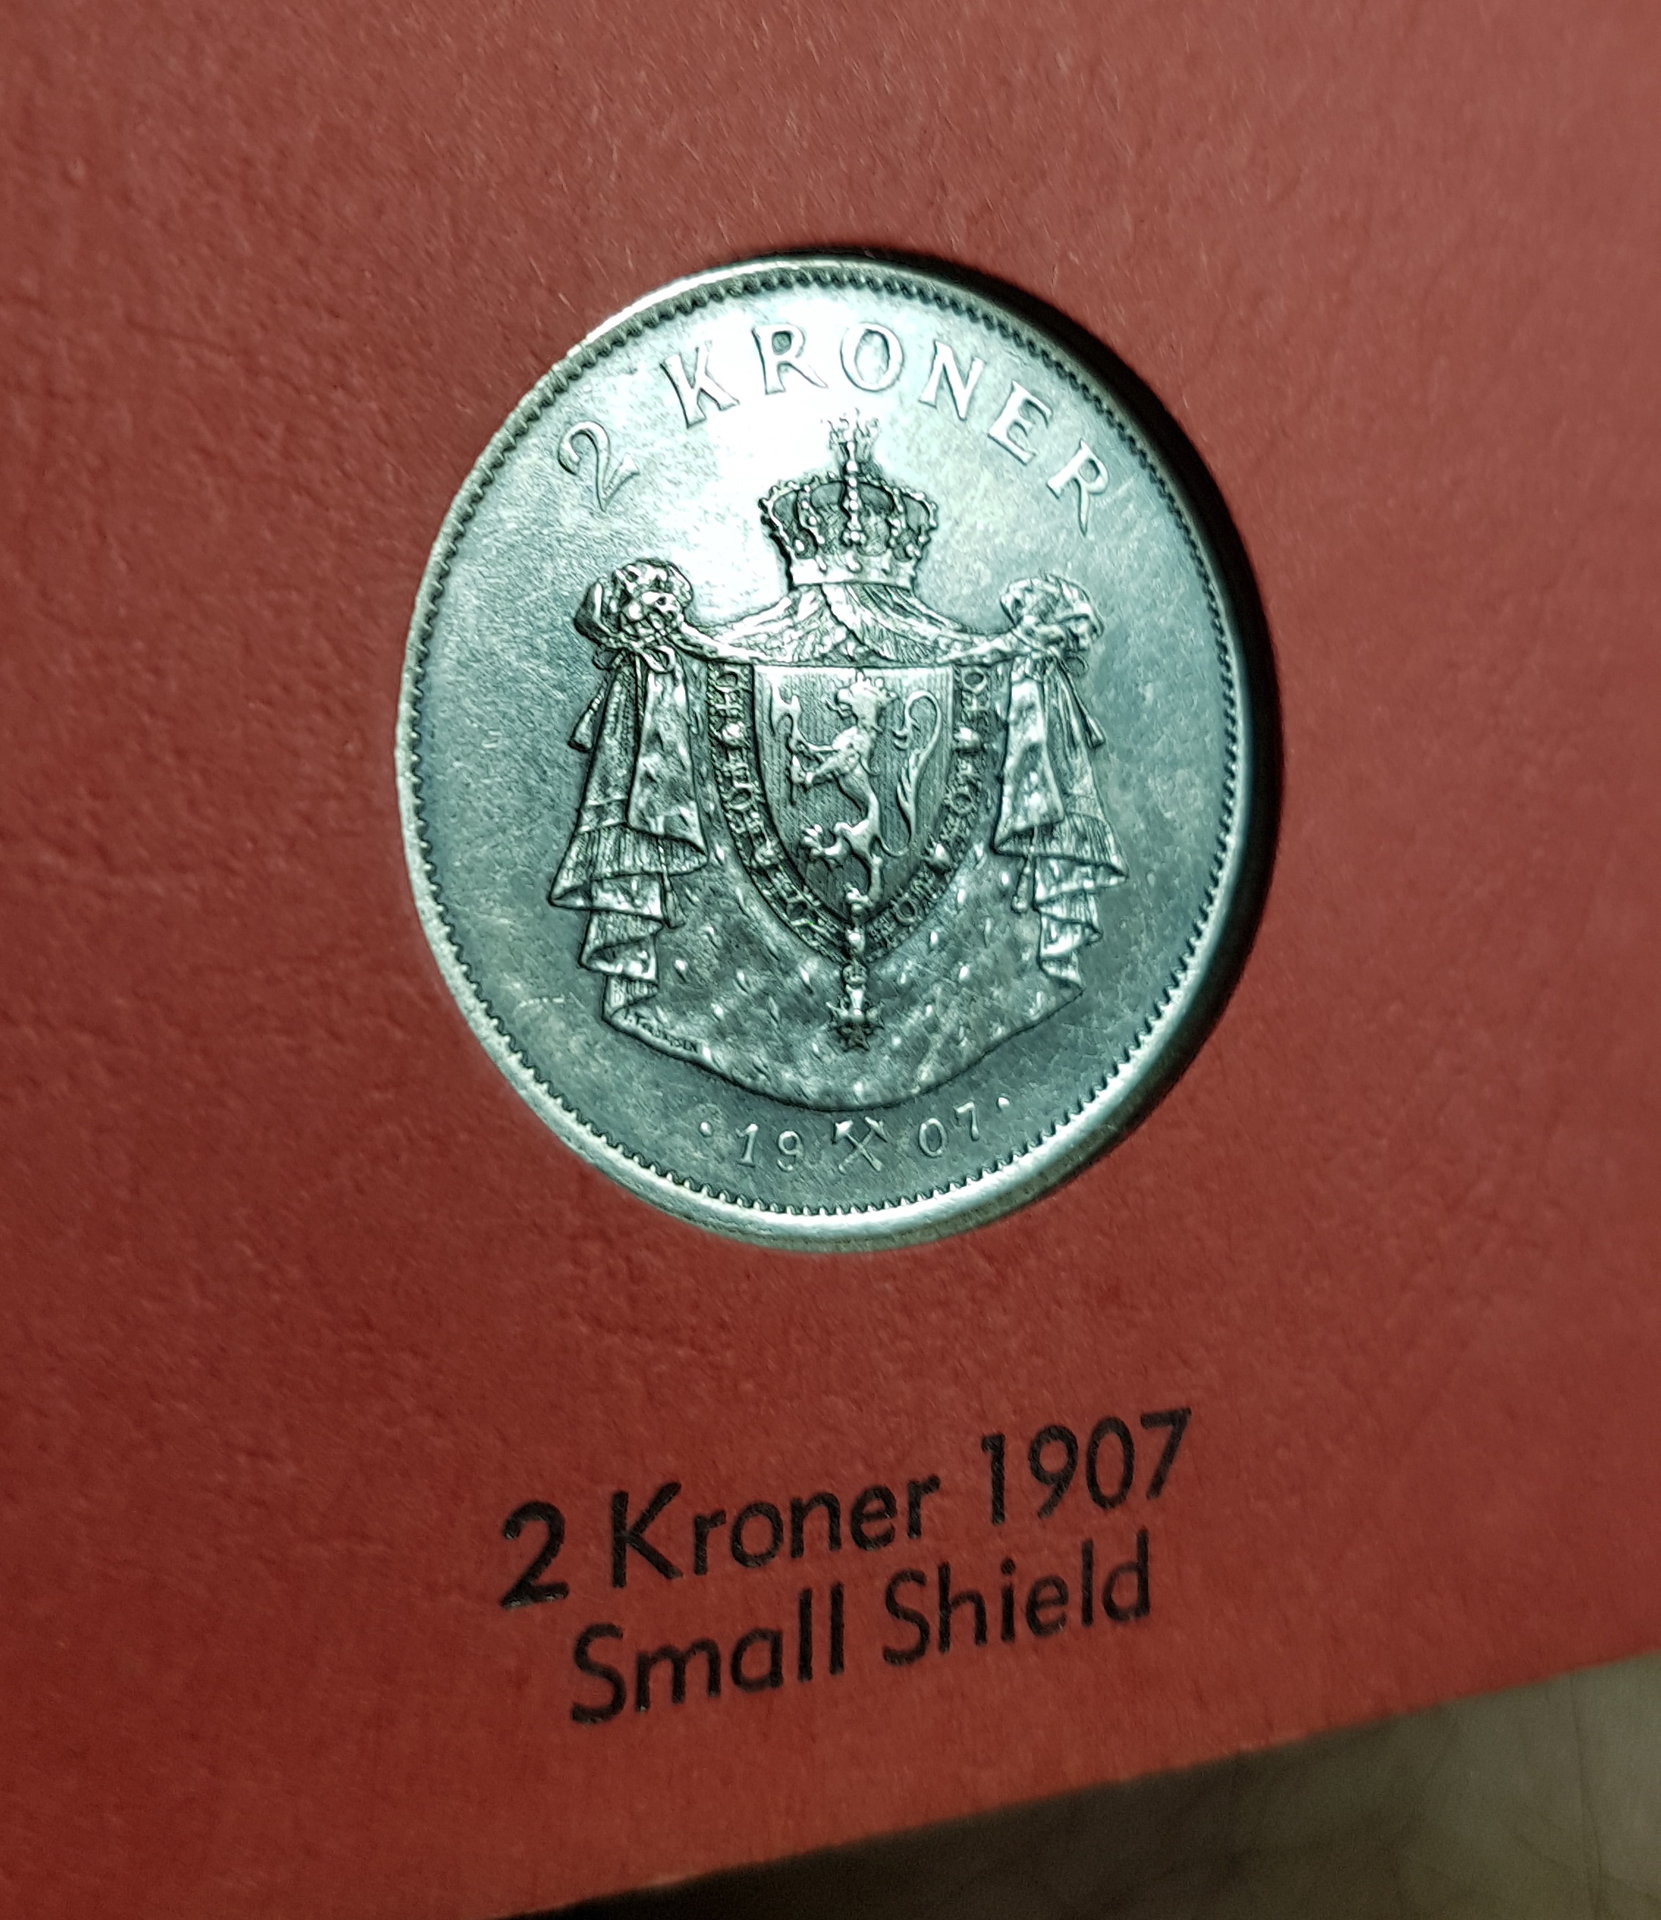 2 KRONER
· 19 ⚒ 07 ·
2 Kroner 1907
Small Shield